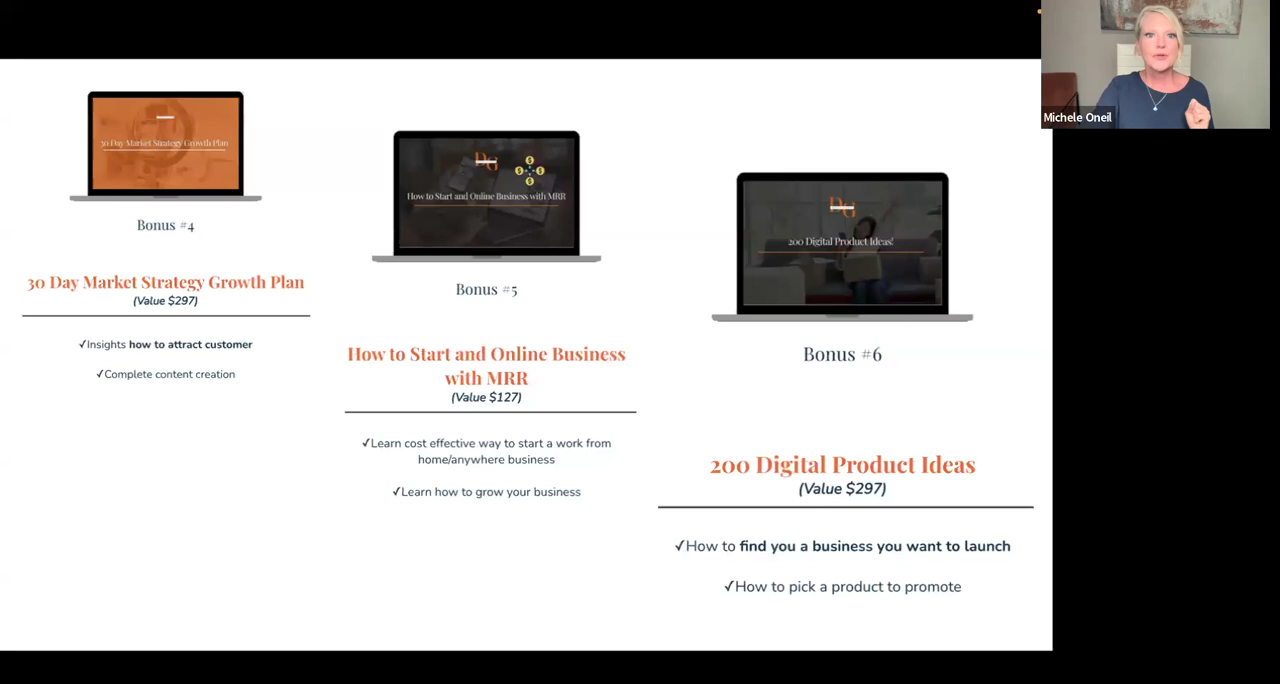 Michele Oneil
30 Day Market Strategy Growth Plan
Bonus #4
30 Day Market Strategy Growth Plan
(Value $297)
✓Insights how to attract customer
✓Complete content creation
DG
How to Start and Online Business with MRR
Bonus #5
How to Start and Online Business
with MRR
(Value $127)
✓Learn cost effective way to start a work from
home/anywhere business
✓Learn how to grow your business
DG
200 Digital Product Ideas!
Bonus #6
200 Digital Product Ideas
(Value $297)
✓How to find you a business you want to launch
✓How to pick a product to promote